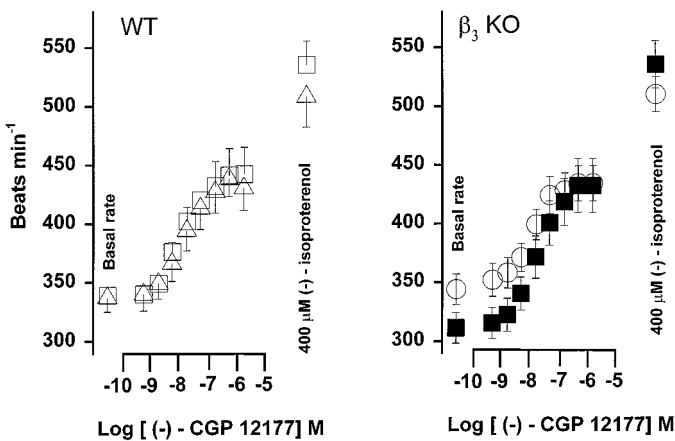 WT
β3 KO
Beats min-1
550
500
450
400
350
300
Basal rate
400 µM (-) - isoproterenol
-10 -9 -8 -7 -6 -5
Log [ (-) - CGP 12177] M
550
500
450
400
350
300
Basal rate
400 µM (-) - isoproterenol
-10 -9 -8 -7 -6 -5
Log [ (-) - CGP 12177] M